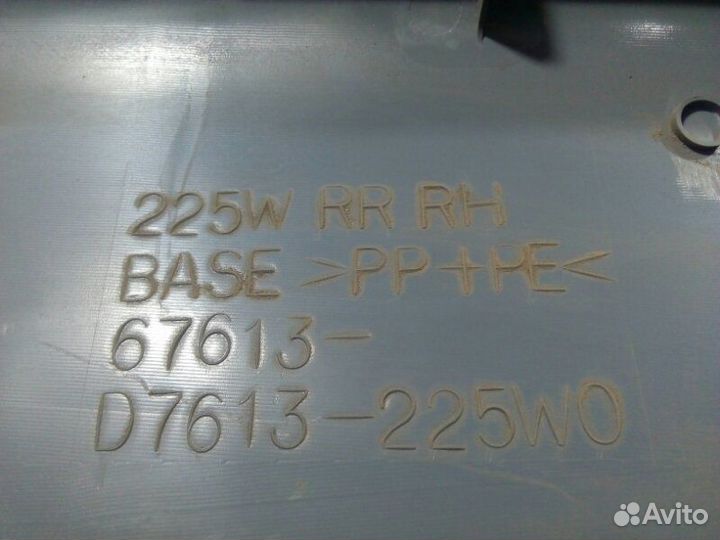 225W RR RH
BASE >PP+PE<
67613-
D7613-225W0
Avito